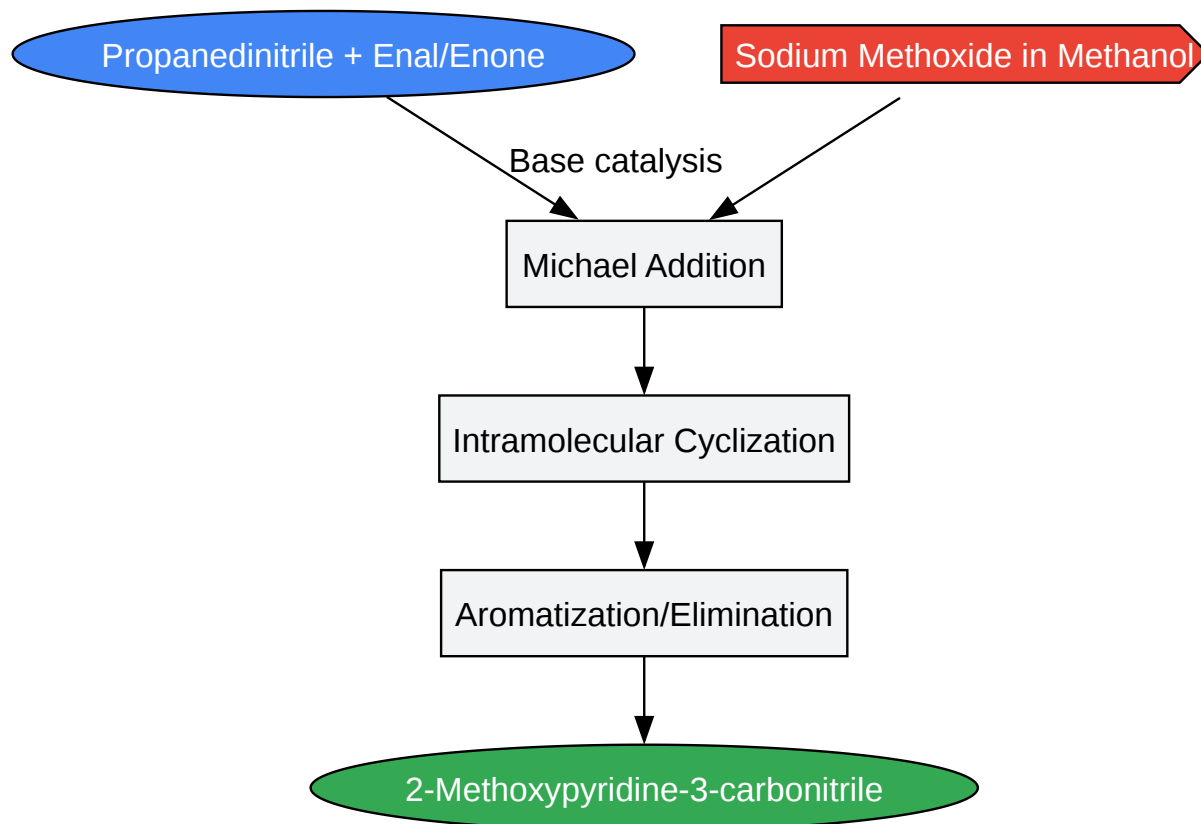 Propanedinitrile + Enal/Enone
Sodium Methoxide in Methanol
Base catalysis
Michael Addition
Intramolecular Cyclization
Aromatization/Elimination
2-Methoxypyridine-3-carbonitrile